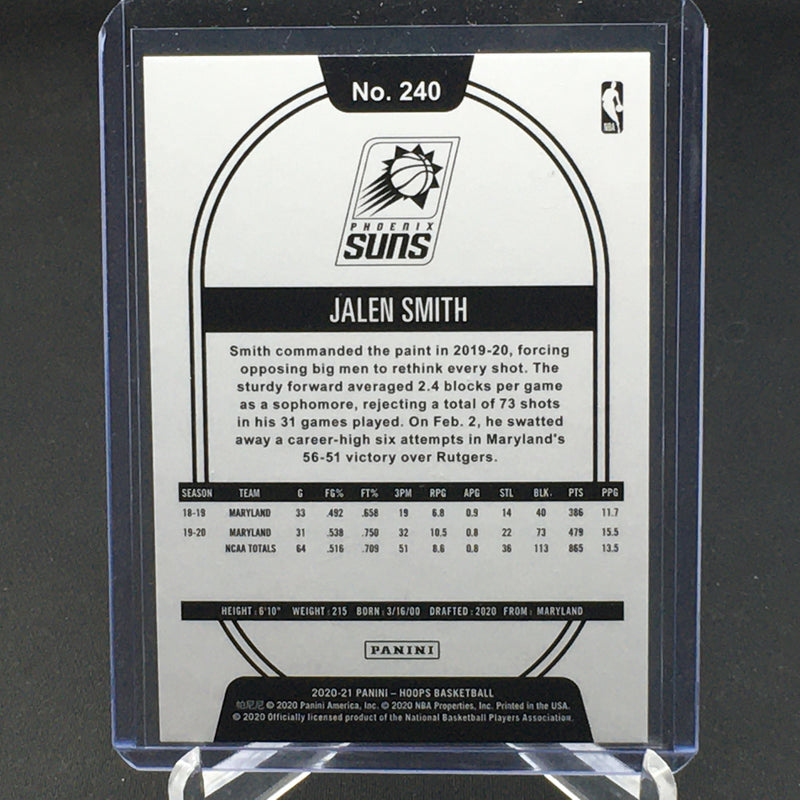 No. 240
NBA
PHOENIX
SUNS
JALEN SMITH
Smith commanded the paint in 2019-20, forcing
opposing big men to rethink every shot. The
sturdy forward averaged 2.4 blocks per game
as a sophomore, rejecting a total of 73 shots
in his 31 games played. On Feb. 2, he swatted
away a career-high six attempts in Maryland's
56-51 victory over Rutgers.
SEASON TEAM G FG% FT% 3PM RPG APG STL BLK. PTS PPG
18-19 MARYLAND 33 .492 .658 19 6.8 0.9 14 40 386 11.7
19-20 MARYLAND 31 .538 .750 32 10.5 0.8 22 73 479 15.5
NCAA TOTALS 64 .516 .709 51 8.6 0.8 36 113 865 13.5
HEIGHT: 6'10" WEIGHT: 215 BORN: 3/16/00 DRAFTED: 2020 FROM: MARYLAND
PANINI
2020-21 PANINI – HOOPS BASKETBALL
帕尼尼 © 2020 Panini America, Inc. © 2020 NBA Properties, Inc. Printed in the USA.
© 2020 Officially licensed product of the National Basketball Players Association.